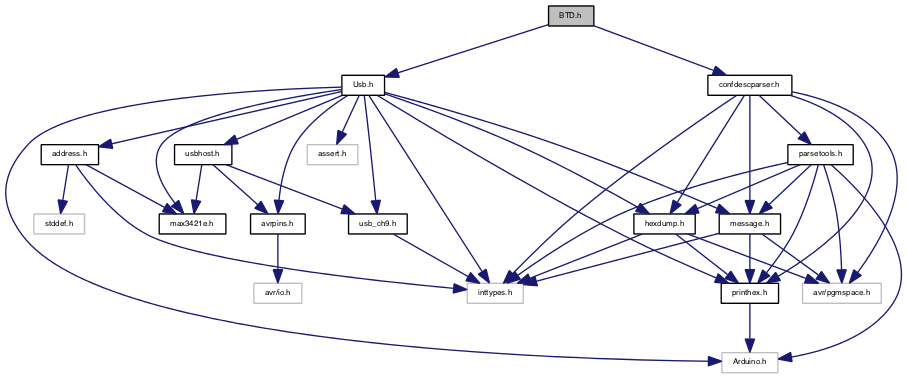 BTD.h
Usb.h
confdescparser.h
address.h
usbhost.h
assert.h
parsetools.h
stddef.h
max3421e.h
avrpins.h
usb_ch9.h
hexdump.h
message.h
avr/io.h
inttypes.h
printhex.h
avr/pgmspace.h
Arduino.h